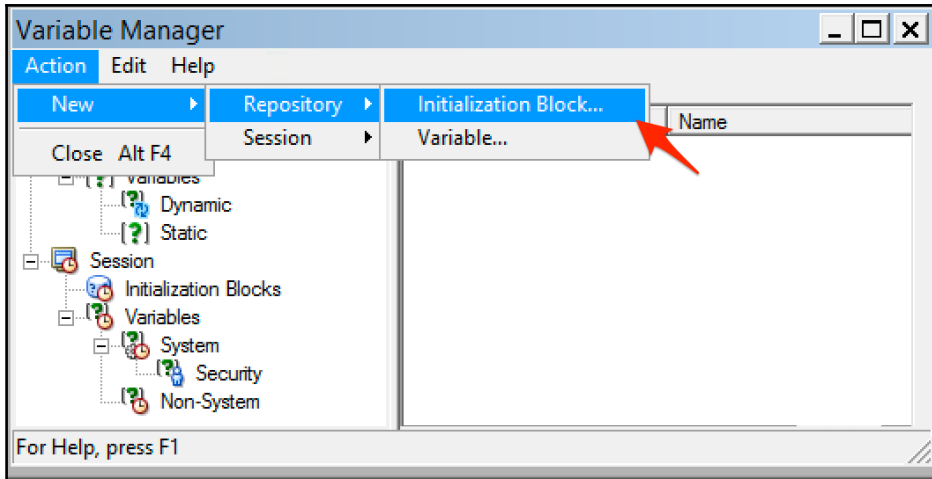 Variable Manager
Action Edit Help
New Repository Initialization Block...
Name
Session Variable...
Close Alt F4
Variables
Dynamic
Static
Session
Initialization Blocks
Variables
System
Security
Non-System
For Help, press F1